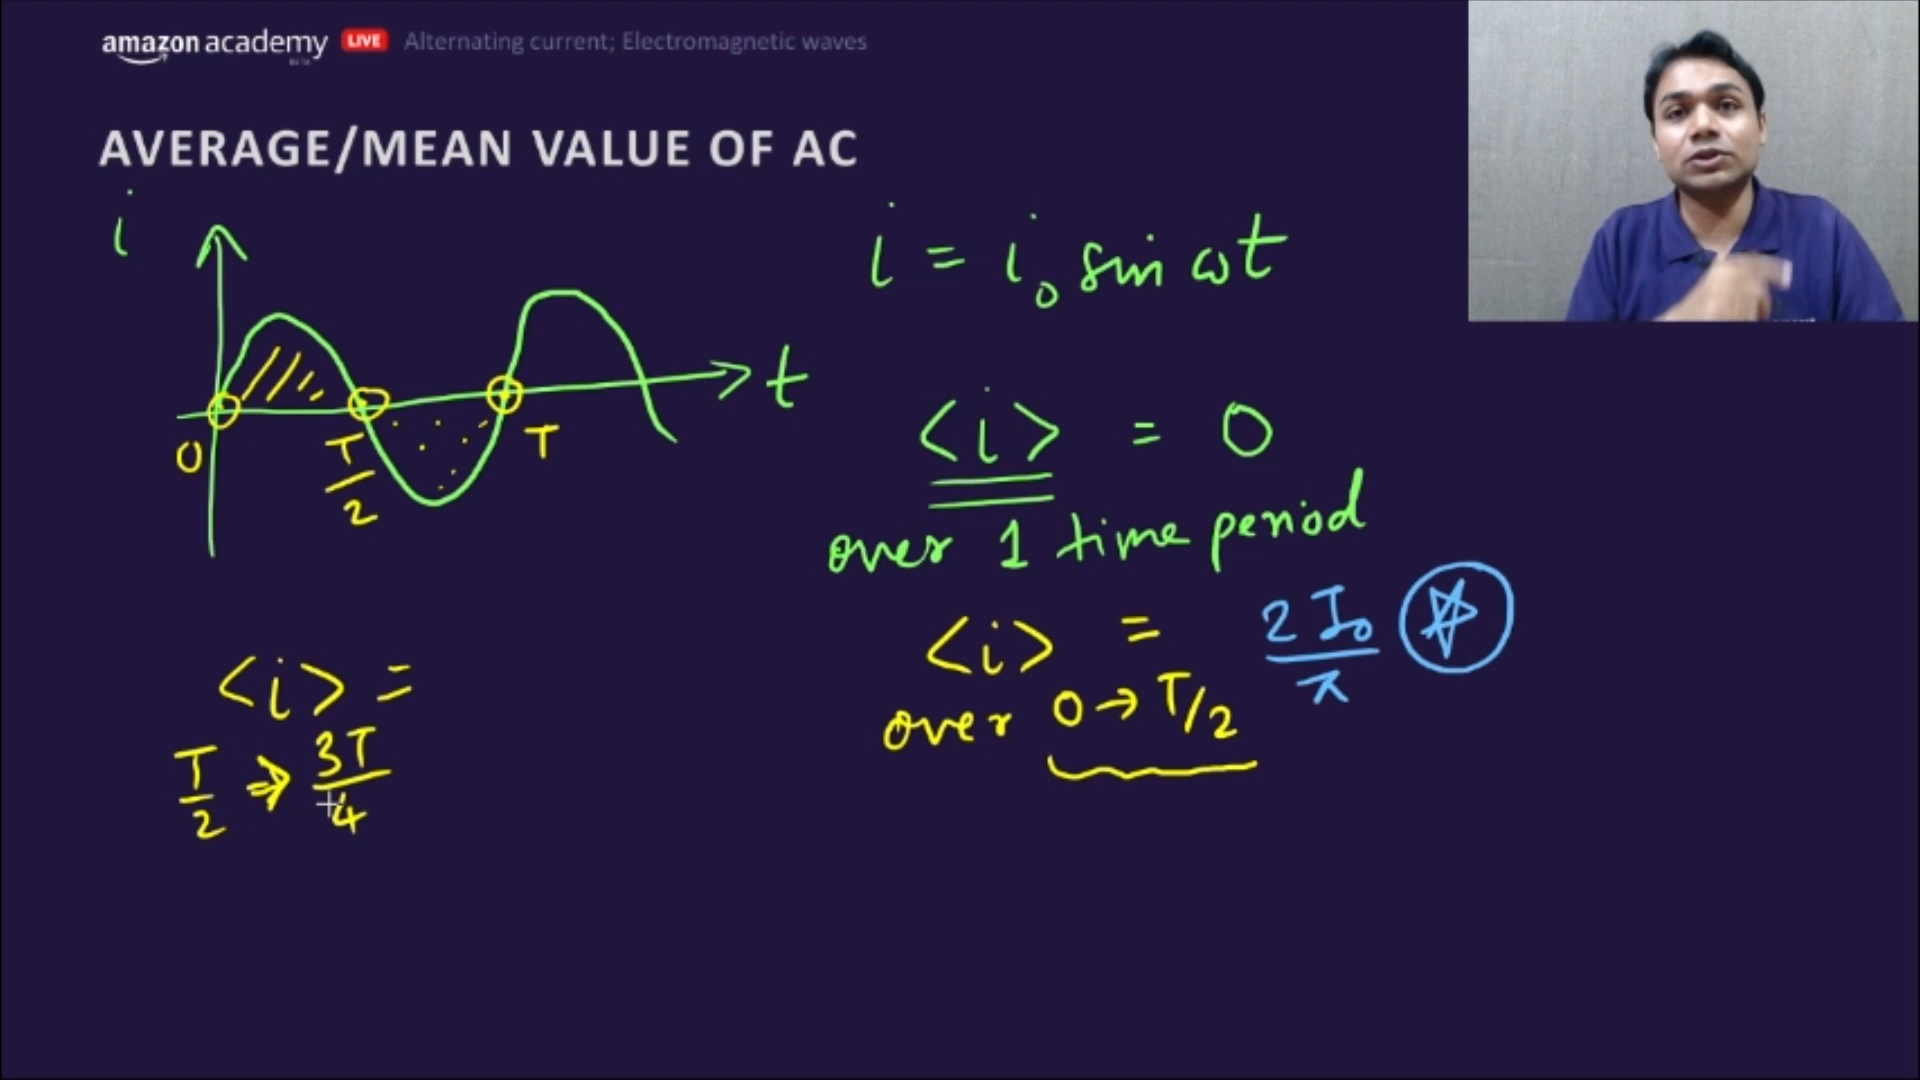 amazon academy LIVE Alternating current; Electromagnetic waves
BETA
AVERAGE/MEAN VALUE OF AC
i
i = i₀ sin ωt
t
<i> = 0
over 1 time period
0
T/2
T
<i> = 2I₀/π
over 0→T/2
<i> =
T/2 ⇒ 3T/4